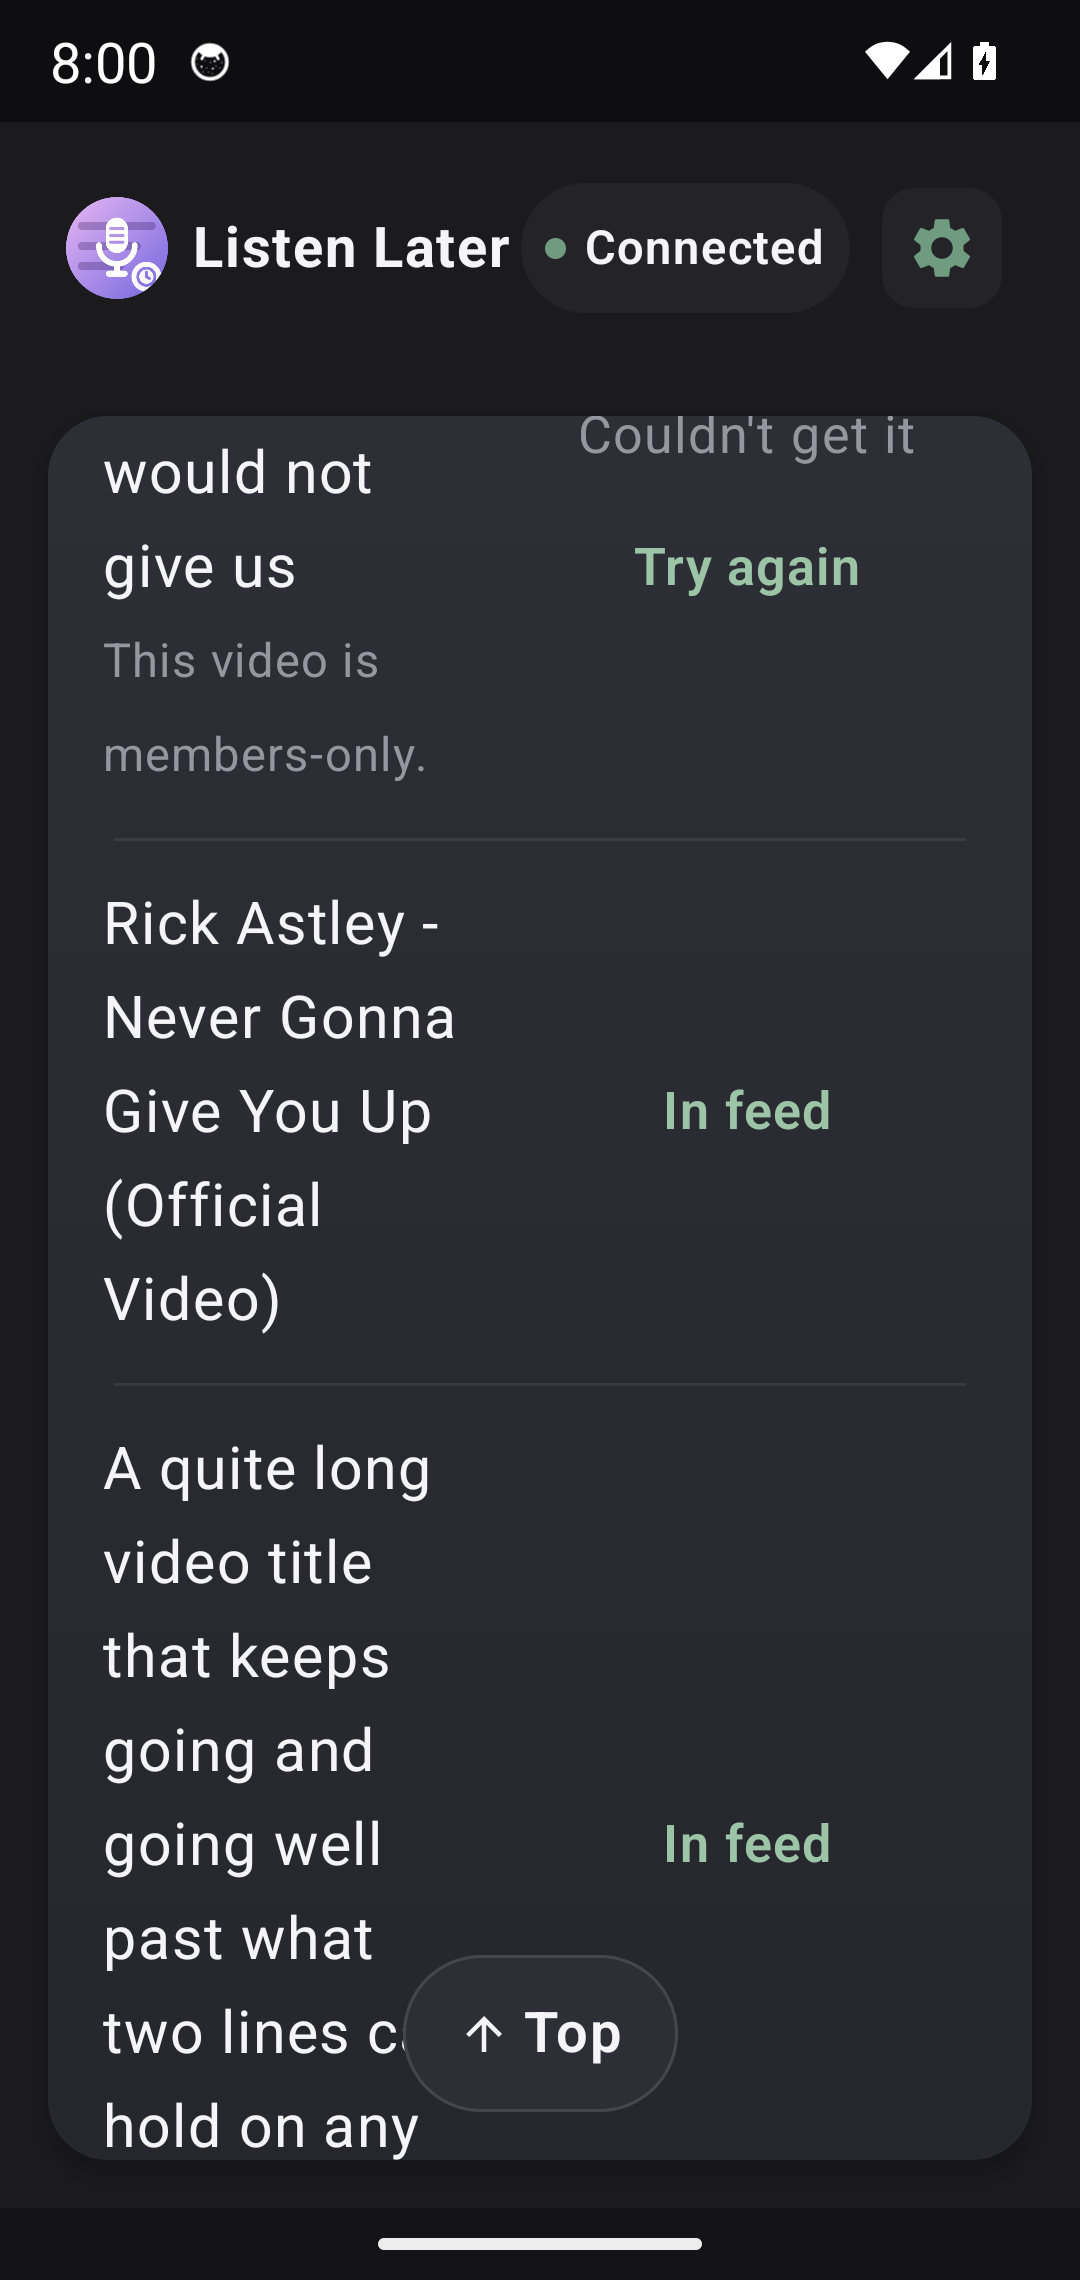 8:00
Listen Later
Connected
Couldn't get it
would not
give us
Try again
This video is
members-only.
Rick Astley -
Never Gonna
Give You Up
(Official
Video)
In feed
A quite long
video title
that keeps
going and
going well
In feed
past what
two lines
↑ Top
hold on any